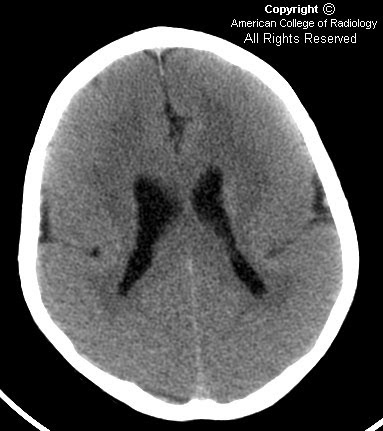 Copyright ©
American College of Radiology
All Rights Reserved